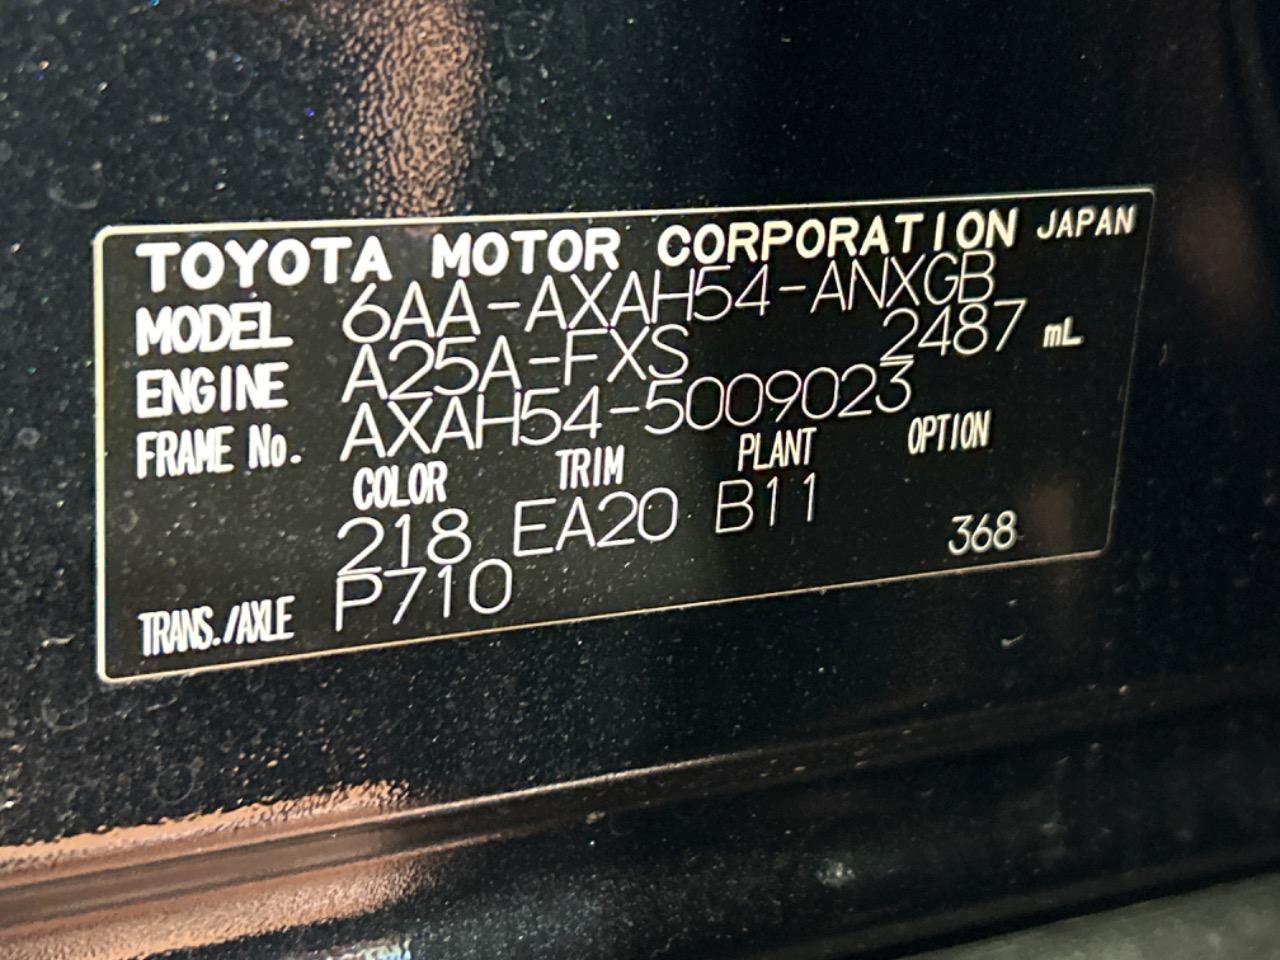 TOYOTA MOTOR CORPORATION JAPAN
MODEL 6AA-AXAH54-ANXGB
ENGINE A25A-FXS 2487 mL
FRAME No. AXAH54-5009023
COLOR TRIM PLANT OPTION
218 EA20 B11 368
TRANS./AXLE P710